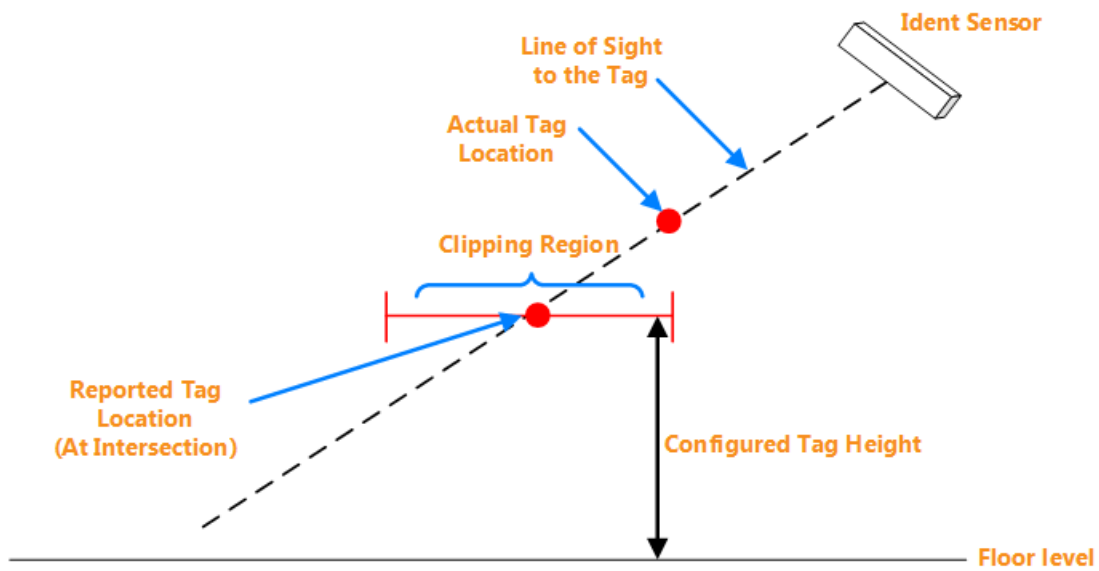 Ident Sensor
Line of Sight
to the Tag
Actual Tag
Location
Clipping Region
Reported Tag
Location
(At Intersection)
Configured Tag Height
Floor level